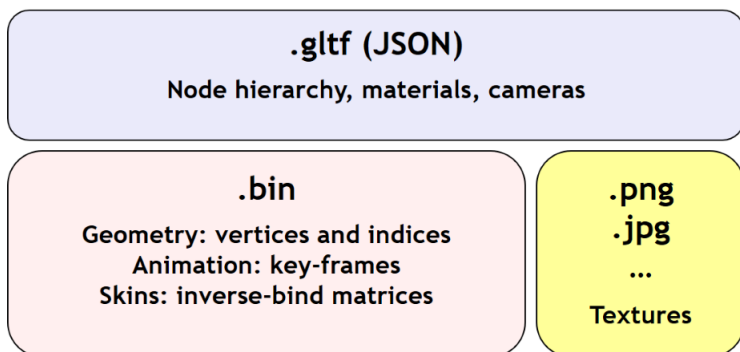 .gltf (JSON)
Node hierarchy, materials, cameras
.bin
Geometry: vertices and indices
Animation: key-frames
Skins: inverse-bind matrices
.png
.jpg
...
Textures